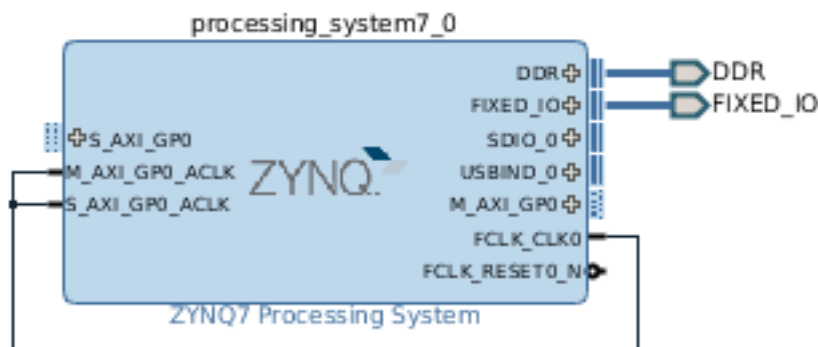 processing_system7_0
DDR
FIXED_IO
SDIO_0
USBIND_0
M_AXI_GP0
FCLK_CLK0
FCLK_RESET0_N
S_AXI_GP0
M_AXI_GP0_ACLK
S_AXI_GP0_ACLK
ZYNQ
DDR
FIXED_IO
ZYNQ7 Processing System